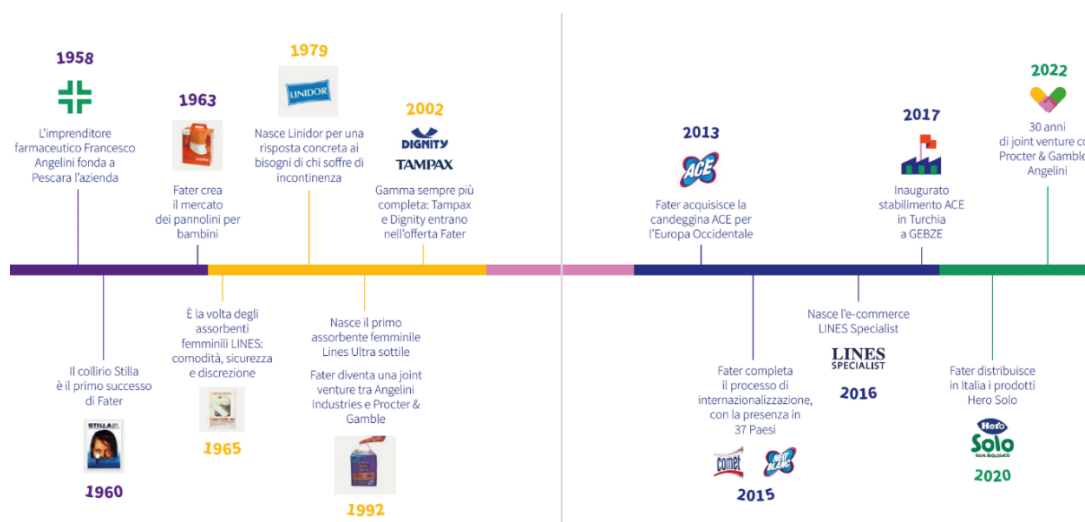 1958
L'imprenditore
farmaceutico Francesco
Angelini fonda a
Pescara l'azienda
1960
Il collirio Stilla
è il primo successo
di Fater
STILLA
1963
Fater crea
il mercato
dei pannolini per
bambini
È la volta degli
assorbenti
femminili LINES:
comodità, sicurezza
e discrezione
1965
1979
LINIDOR
Nasce Linidor per una
risposta concreta ai
bisogni di chi soffre di
incontinenza
Nasce il primo
assorbente femminile
Lines Ultra sottile
Fater diventa una joint
venture tra Angelini
Industries e Procter &
Gamble
1992
2002
DIGNITY
TAMPAX
Gamma sempre più
completa: Tampax
e Dignity entrano
nell'offerta Fater
2013
ACE
Fater acquisisce la
candeggina ACE per
l'Europa Occidentale
Fater completa
il processo di
internazionalizzazione,
con la presenza in
37 Paesi
comet
NET
BLANC
2015
Nasce l'e-commerce
LINES Specialist
LINES
SPECIALIST
2016
2017
Inaugurato
stabilimento ACE
in Turchia
a GEBZE
Fater distribuisce
in Italia i prodotti
Hero Solo
Hero
Solo
100% BIOLOGICO
2020
2022
30 anni
di joint venture co
Procter & Gamble
Angelini